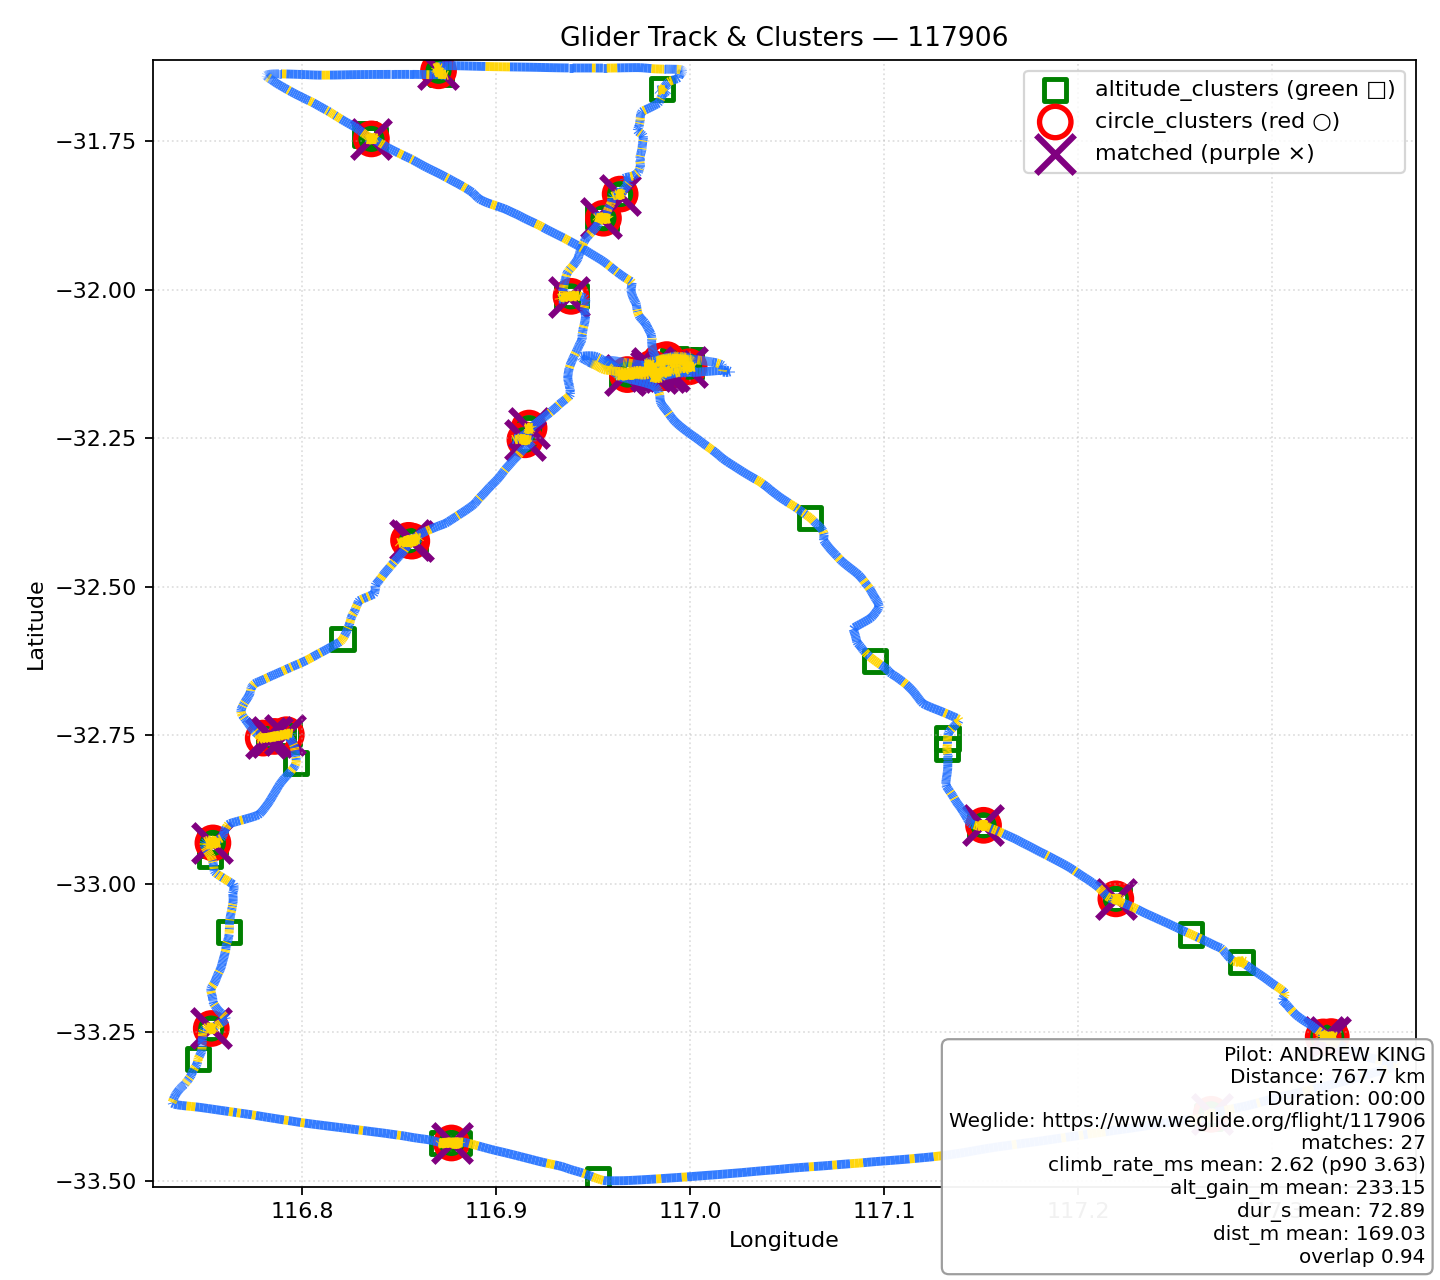 Glider Track & Clusters — 117906
altitude_clusters (green □)
circle_clusters (red ○)
matched (purple ×)
−31.75
−32.00
−32.25
−32.50
−32.75
−33.00
−33.25
−33.50
Latitude
116.8
116.9
117.0
117.1
117.2
Longitude
Pilot: ANDREW KING
Distance: 767.7 km
Duration: 00:00
Weglide: https://www.weglide.org/flight/117906
matches: 27
climb_rate_ms mean: 2.62 (p90 3.63)
alt_gain_m mean: 233.15
dur_s mean: 72.89
dist_m mean: 169.03
overlap 0.94